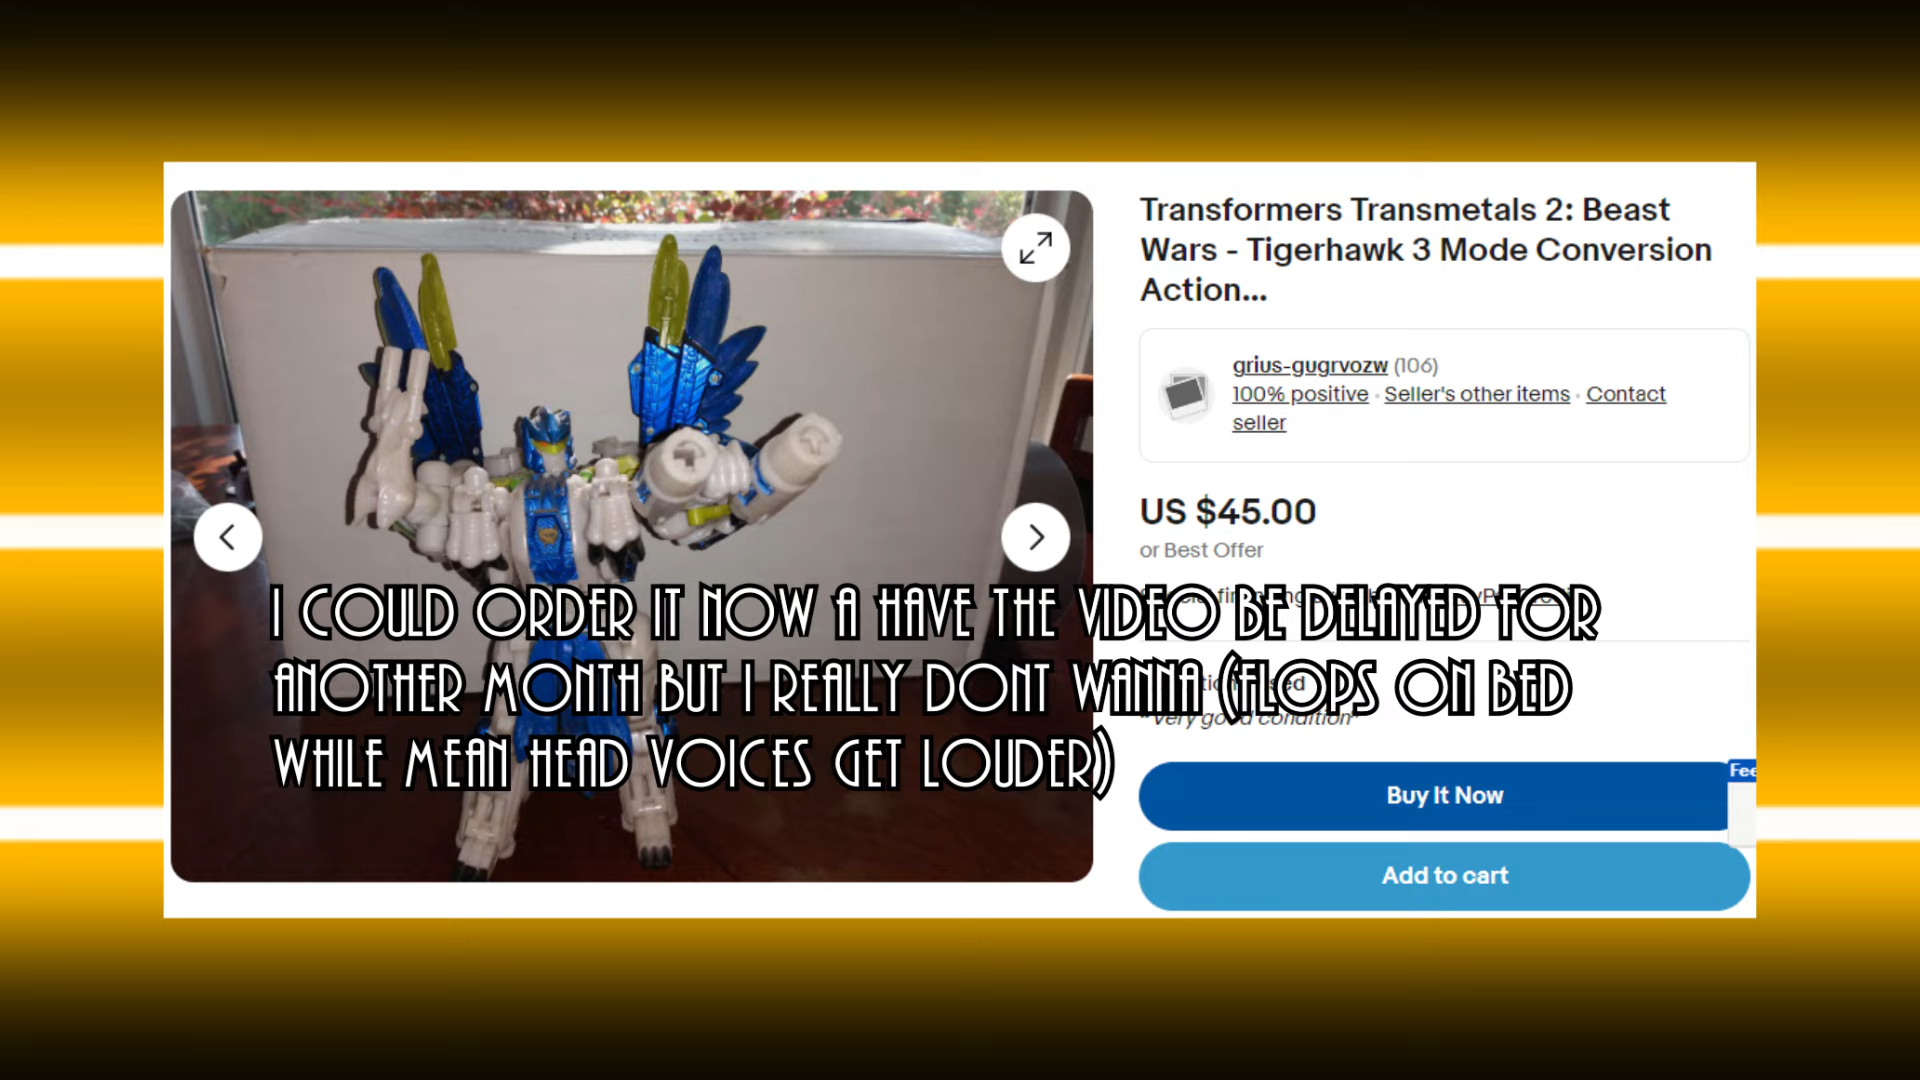 Transformers Transmetals 2: Beast
Wars - Tigerhawk 3 Mode Conversion
Action...
grius-gugrvozw (106)
100% positive · Seller's other items · Contact
seller
US $45.00
or Best Offer
I COULD ORDER IT NOW A HAVE THE VIDEO BE DELAYED FOR
ANOTHER MONTH BUT I REALLY DONT WANNA (FLOPS ON BED
WHILE MEAN HEAD VOICES GET LOUDER)
"Very good condition"
Buy It Now
Add to cart